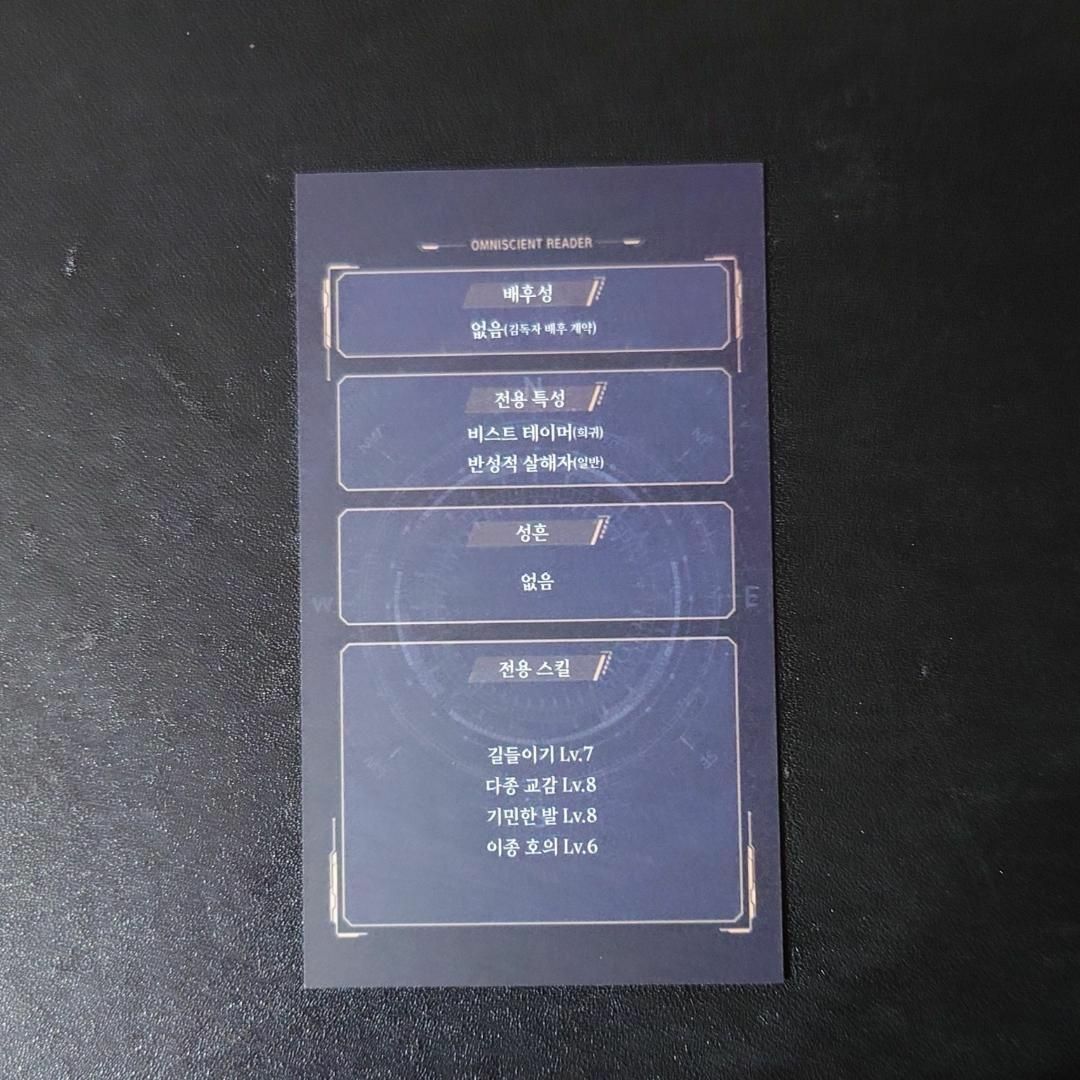 OMNISCIENT READER
배후성
없음(김독자 배후 계약)
N
전용 특성
비스트 테이머(희귀)
반성적 살해자(일반)
성흔
없음
W
E
전용 스킬
길들이기 Lv.7
다종 교감 Lv.8
기민한 발 Lv.8
이종 호의 Lv.6